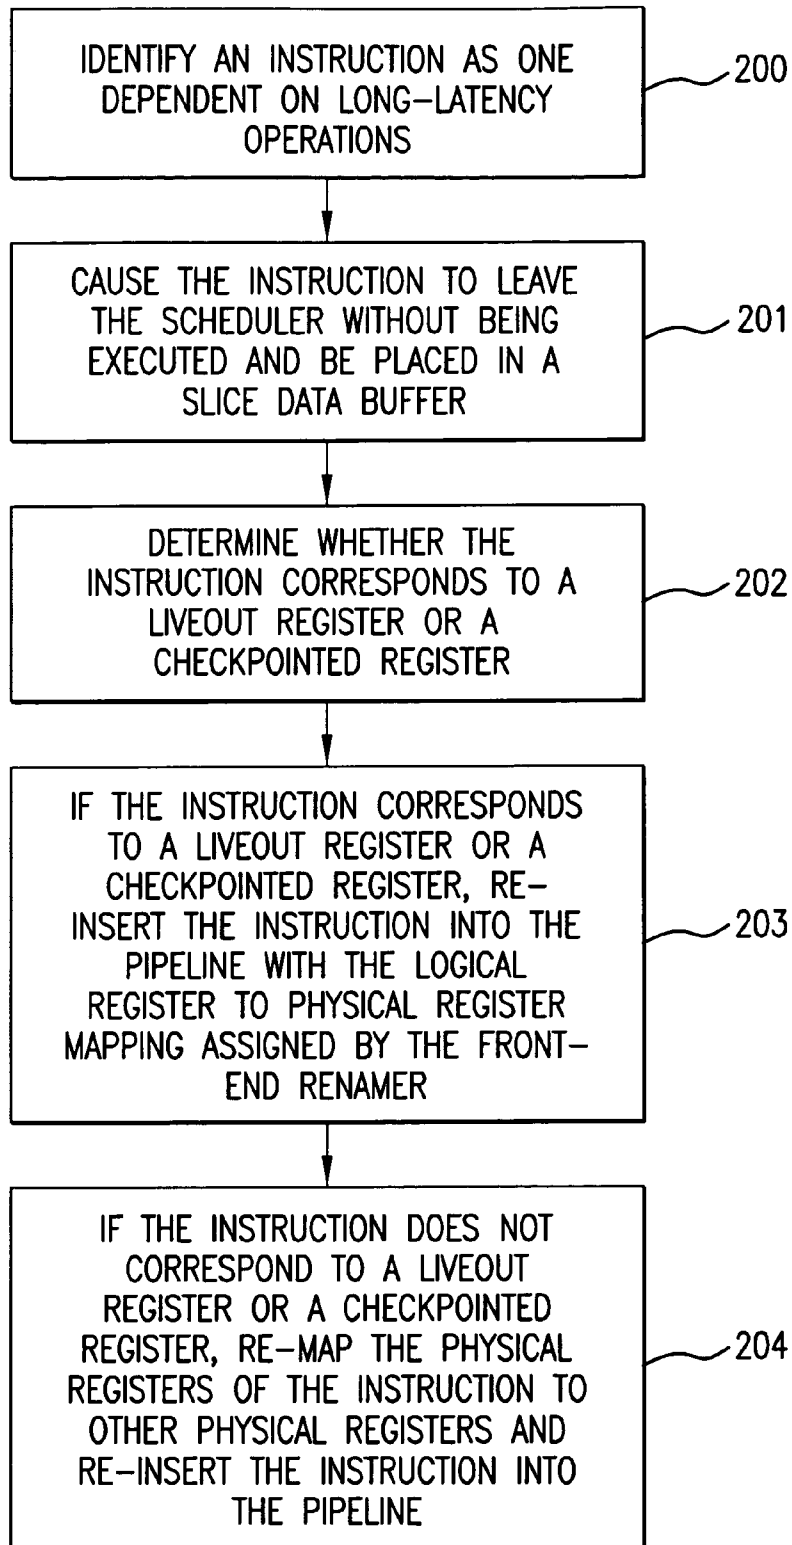 IDENTIFY AN INSTRUCTION AS ONE
DEPENDENT ON LONG-LATENCY
OPERATIONS
200
CAUSE THE INSTRUCTION TO LEAVE
THE SCHEDULER WITHOUT BEING
EXECUTED AND BE PLACED IN A
SLICE DATA BUFFER
201
DETERMINE WHETHER THE
INSTRUCTION CORRESPONDS TO A
LIVEOUT REGISTER OR A
CHECKPOINTED REGISTER
202
IF THE INSTRUCTION CORRESPONDS
TO A LIVEOUT REGISTER OR A
CHECKPOINTED REGISTER, RE-
INSERT THE INSTRUCTION INTO THE
PIPELINE WITH THE LOGICAL
REGISTER TO PHYSICAL REGISTER
MAPPING ASSIGNED BY THE FRONT-
END RENAMER
203
IF THE INSTRUCTION DOES NOT
CORRESPOND TO A LIVEOUT
REGISTER OR A CHECKPOINTED
REGISTER, RE-MAP THE PHYSICAL
REGISTERS OF THE INSTRUCTION TO
OTHER PHYSICAL REGISTERS AND
RE-INSERT THE INSTRUCTION INTO
THE PIPELINE
204